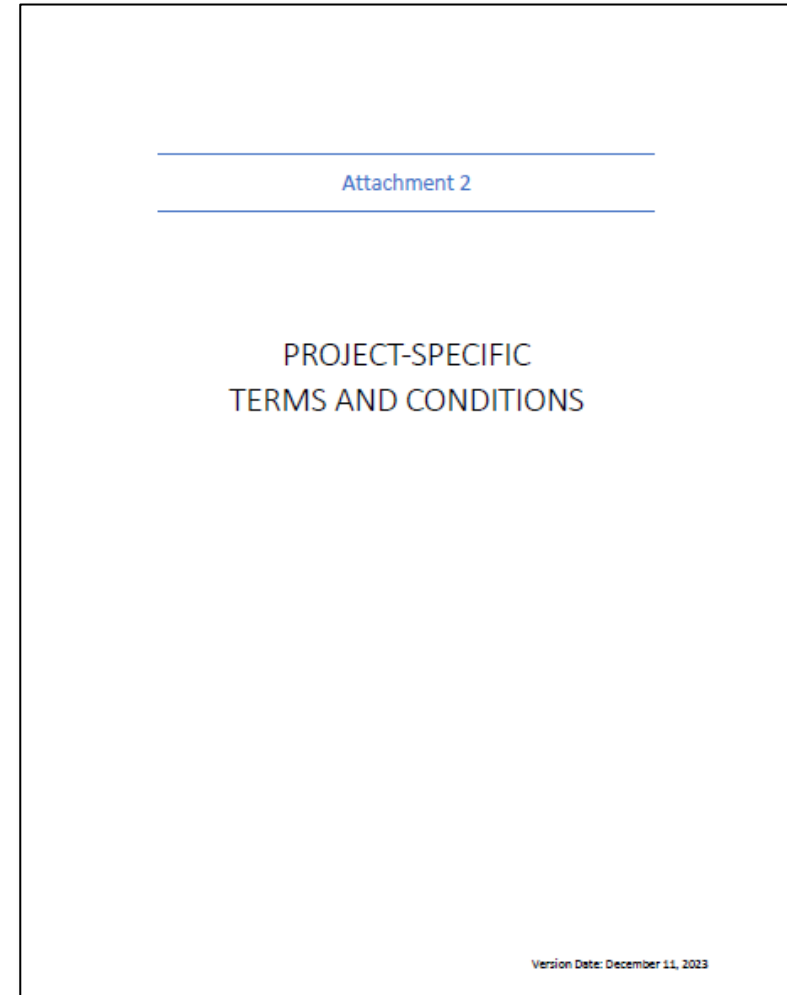 Attachment 2
PROJECT-SPECIFIC
TERMS AND CONDITIONS
Version Date: December 11, 2023